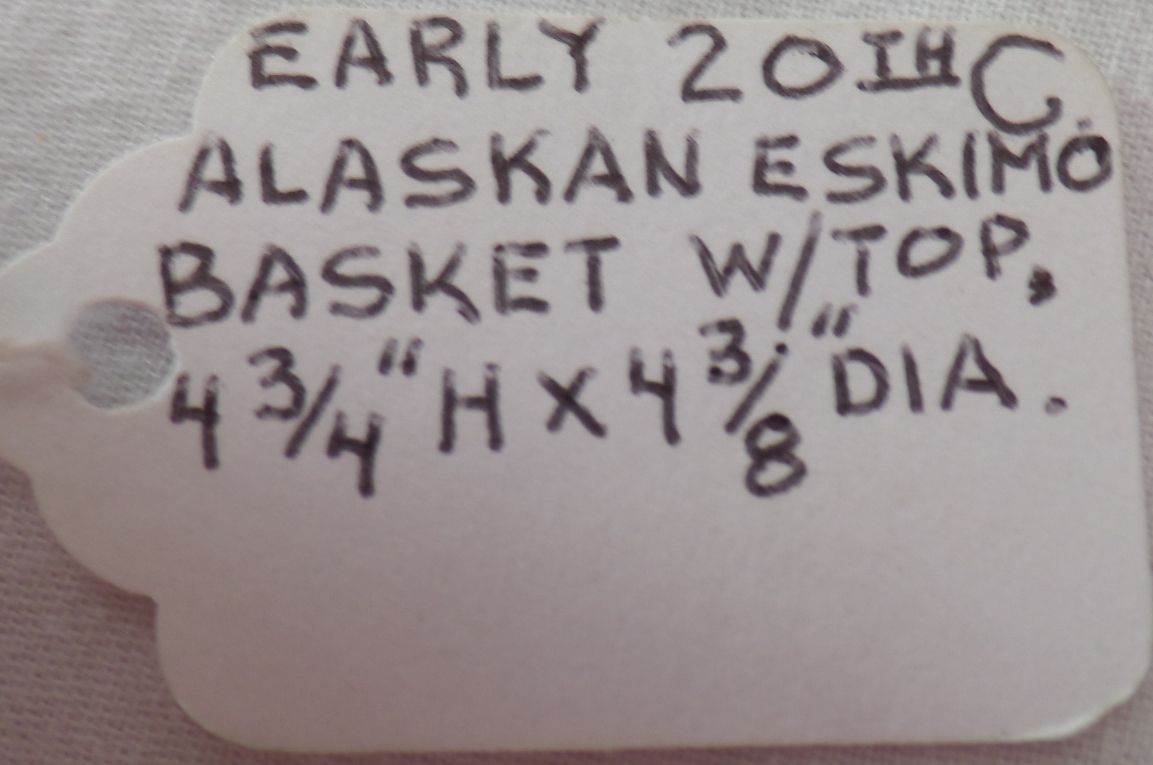 EARLY 20TH C.
ALASKAN ESKIMO
BASKET W/TOP.
4 3/4" H X 4 3/8" DIA.